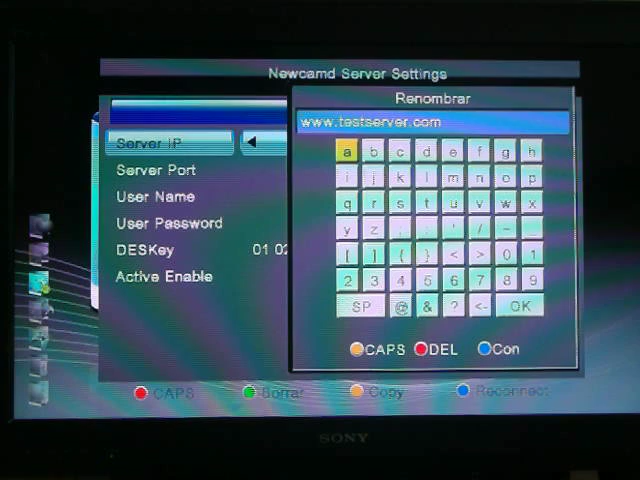 Newcamd Server Settings
Renombrar
www.testserver.com
Server IP
Server Port
User Name
User Password
DESKey 01 02
Active Enable
a b c d e f g h
i j k l m n o p
q r s t u v w x
y z , . : ' / - _
[ ] ( ) < > 0 1
2 3 4 5 6 7 8 9
SP @ & ? <- OK
CAPS DEL Con
CAPS Borrar Copy Reconnect
SONY